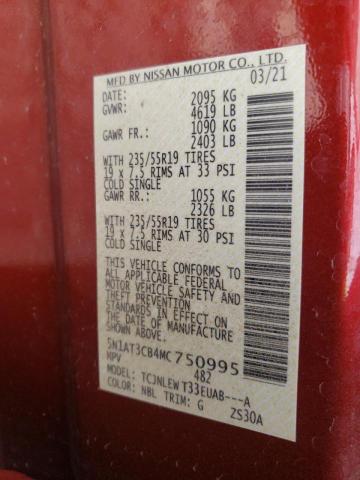 MFD BY NISSAN MOTOR CO., LTD.
03/21
DATE: 2095 KG
GVWR: 4619 LB
GAWR FR.: 1090 KG
2403 LB
WITH 235/55R19 TIRES
19 x 7.5 RIMS AT 33 PSI
COLD SINGLE
GAWR RR.: 1055 KG
2326 LB
WITH 235/55R19 TIRES
19 x 7.5 RIMS AT 30 PSI
COLD SINGLE
THIS VEHICLE CONFORMS TO
ALL APPLICABLE FEDERAL
MOTOR VEHICLE SAFETY AND
THEFT PREVENTION
STANDARDS IN EFFECT ON
THE DATE OF MANUFACTURE
SHOWN ABOVE.
5N1AT3CB4MC750995
MPV 482
MODEL: TCJNLEW T33EUAB---A
COLOR: NBL TRIM: G ZS30A